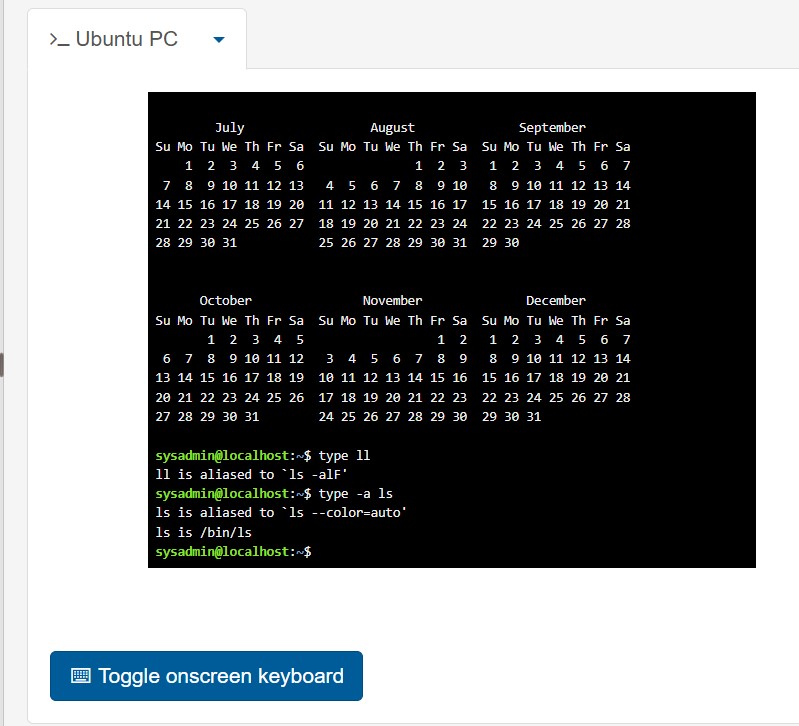 >_ Ubuntu PC
July August September
Su Mo Tu We Th Fr Sa Su Mo Tu We Th Fr Sa Su Mo Tu We Th Fr Sa
1 2 3 4 5 6 1 2 3 1 2 3 4 5 6 7
7 8 9 10 11 12 13 4 5 6 7 8 9 10 8 9 10 11 12 13 14
14 15 16 17 18 19 20 11 12 13 14 15 16 17 15 16 17 18 19 20 21
21 22 23 24 25 26 27 18 19 20 21 22 23 24 22 23 24 25 26 27 28
28 29 30 31 25 26 27 28 29 30 31 29 30
October November December
Su Mo Tu We Th Fr Sa Su Mo Tu We Th Fr Sa Su Mo Tu We Th Fr Sa
1 2 3 4 5 1 2 1 2 3 4 5 6 7
6 7 8 9 10 11 12 3 4 5 6 7 8 9 8 9 10 11 12 13 14
13 14 15 16 17 18 19 10 11 12 13 14 15 16 15 16 17 18 19 20 21
20 21 22 23 24 25 26 17 18 19 20 21 22 23 22 23 24 25 26 27 28
27 28 29 30 31 24 25 26 27 28 29 30 29 30 31
sysadmin@localhost:~$ type ll
ll is aliased to `ls -alF'
sysadmin@localhost:~$ type -a ls
ls is aliased to `ls --color=auto'
ls is /bin/ls
sysadmin@localhost:~$
Toggle onscreen keyboard